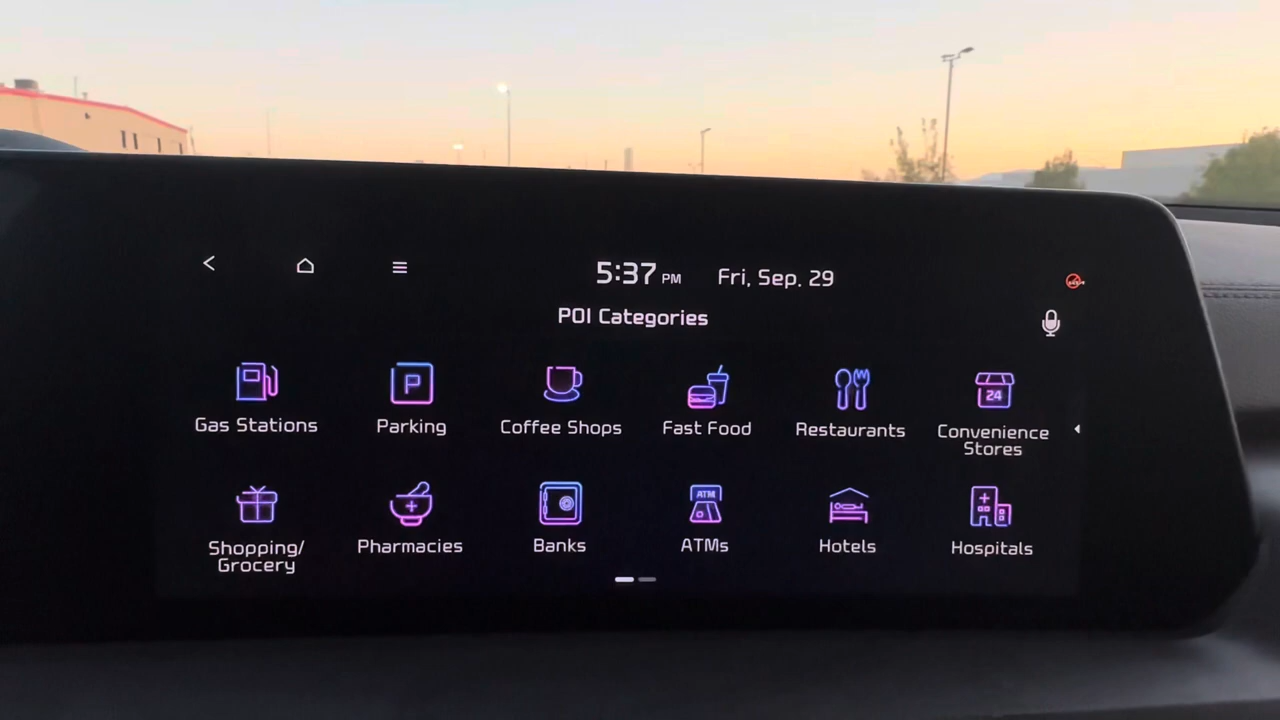 5:37 PM Fri, Sep. 29
POI Categories
P
24
Gas Stations
Parking
Coffee Shops
Fast Food
Restaurants
Convenience
Stores
ATM
Shopping/
Grocery
Pharmacies
Banks
ATMs
Hotels
Hospitals